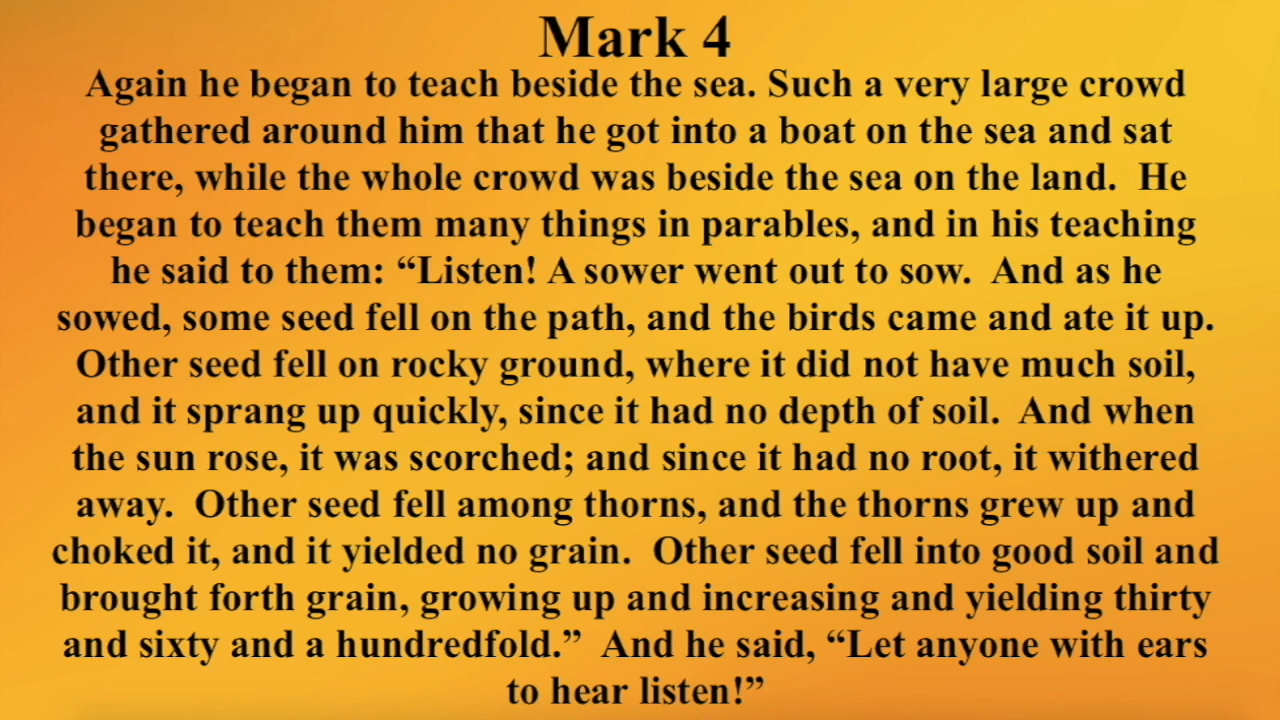 Mark 4
Again he began to teach beside the sea. Such a very large crowd
gathered around him that he got into a boat on the sea and sat
there, while the whole crowd was beside the sea on the land.  He
began to teach them many things in parables, and in his teaching
he said to them: “Listen! A sower went out to sow.  And as he
sowed, some seed fell on the path, and the birds came and ate it up.
Other seed fell on rocky ground, where it did not have much soil,
and it sprang up quickly, since it had no depth of soil.  And when
the sun rose, it was scorched; and since it had no root, it withered
away.  Other seed fell among thorns, and the thorns grew up and
choked it, and it yielded no grain.  Other seed fell into good soil and
brought forth grain, growing up and increasing and yielding thirty
and sixty and a hundredfold.”  And he said, “Let anyone with ears
to hear listen!”